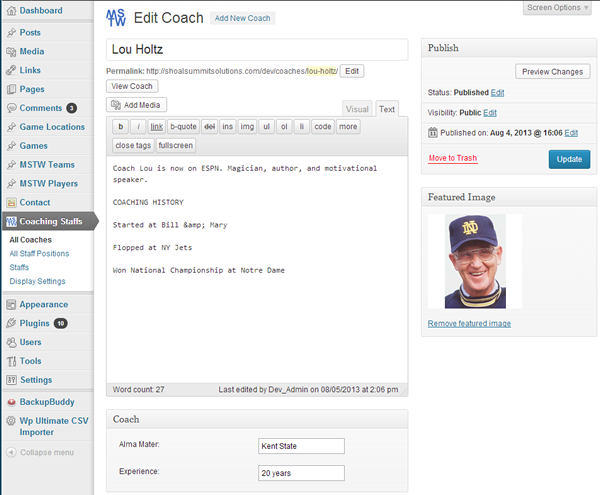 Dashboard
Posts
Media
Links
Pages
Comments 3
Game Locations
Games
MSTW Teams
MSTW Players
Contact
Coaching Staffs
All Coaches
All Staff Positions
Staffs
Display Settings
Appearance
Plugins 10
Users
Tools
Settings
BackupBuddy
Wp Ultimate CSV
Importer
Collapse menu
Screen Options
MSTW
Edit Coach Add New Coach
Lou Holtz
Permalink: http://shoalsummitsolutions.com/dev/coaches/lou-holtz/ Edit
View Coach
Add Media
Visual Text
b i link b-quote del ins img ul ol li code more
close tags fullscreen
Coach Lou is now on ESPN. Magician, author, and motivational
speaker.
COACHING HISTORY
Started at Bill &amp; Mary
Flopped at NY Jets
Won National Championship at Notre Dame
Word count: 27 Last edited by Dev_Admin on 08/05/2013 at 2:06 pm
Coach
Alma Mater: Kent State
Experience: 20 years
Publish
Preview Changes
Status: Published Edit
Visibility: Public Edit
Published on: Aug 4, 2013 @ 16:06 Edit
Move to Trash Update
Featured Image
ND
Remove featured image